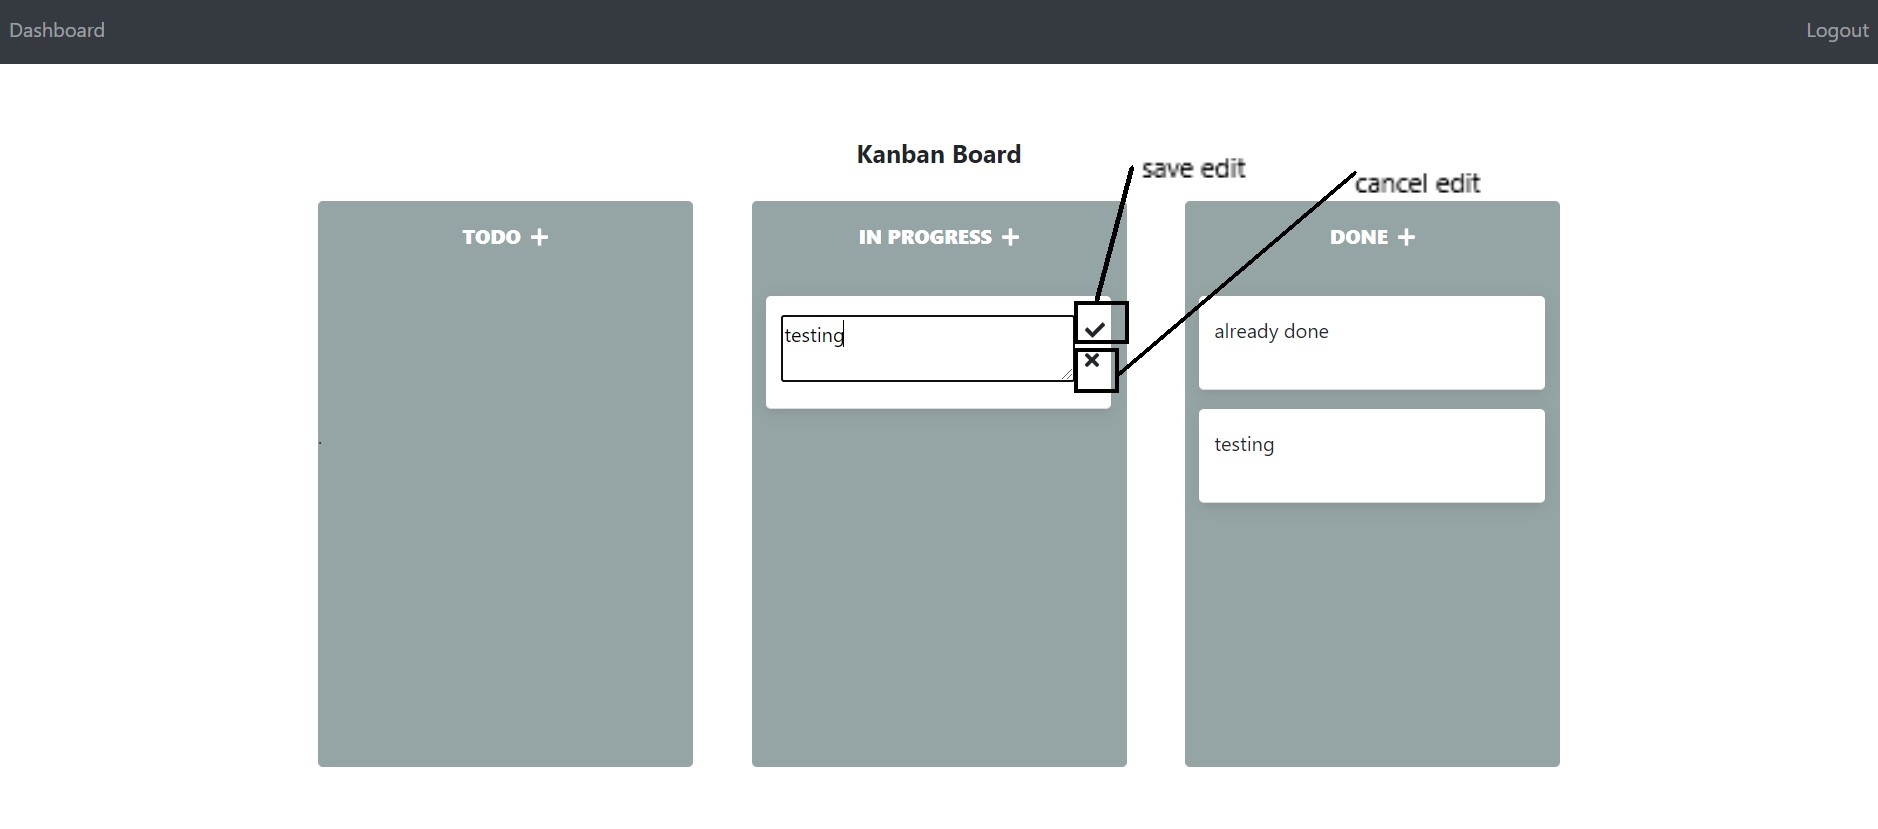 Dashboard
Logout
Kanban Board
save edit
cancel edit
TODO +
IN PROGRESS +
DONE +
testing
already done
testing